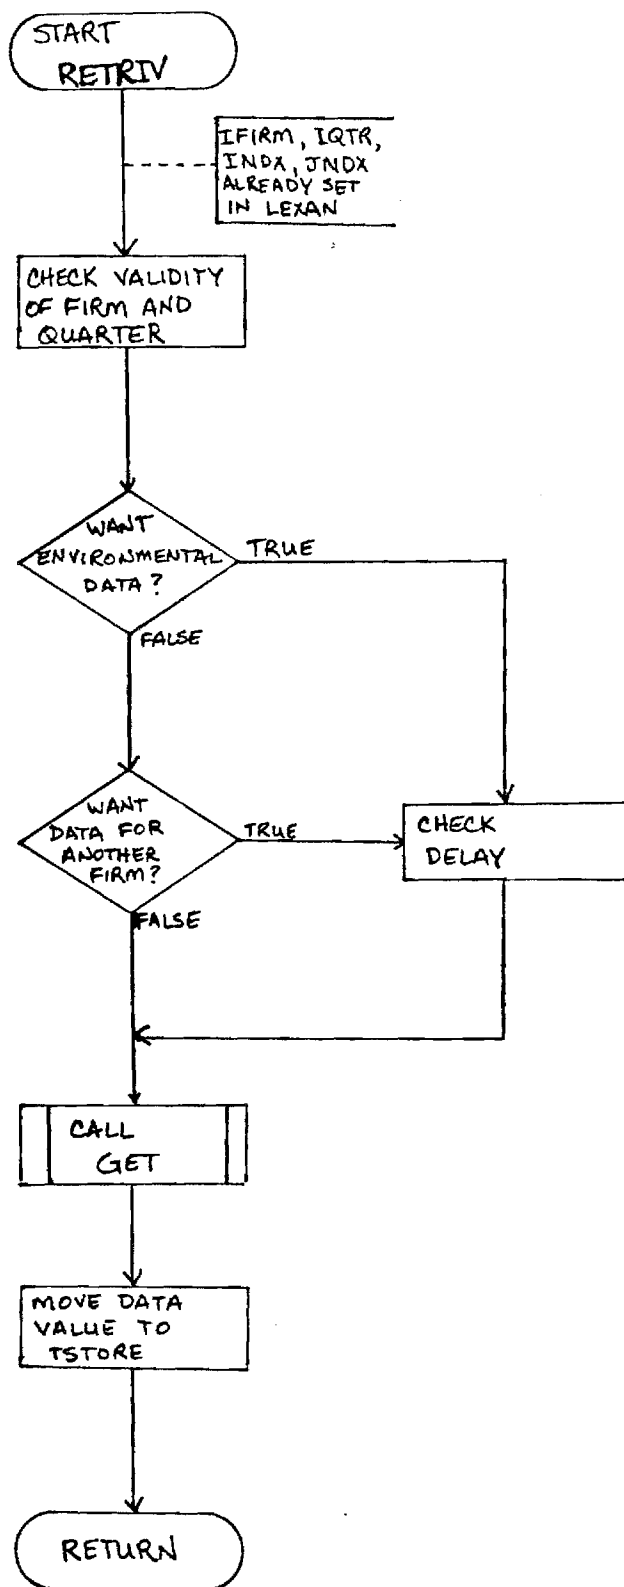 START
RETRIV
IFIRM, IQTR,
INDX, JNDX
ALREADY SET
IN LEXAN
CHECK VALIDITY
OF FIRM AND
QUARTER
WANT
ENVIRONMENTAL
DATA?
TRUE
FALSE
WANT
DATA FOR
ANOTHER
FIRM?
TRUE
CHECK
DELAY
FALSE
CALL
GET
MOVE DATA
VALUE TO
TSTORE
RETURN